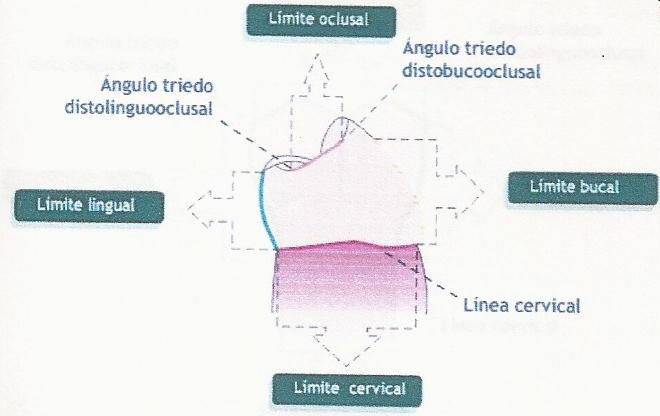 Límite oclusal
Ángulo triedo
distobucooclusal
Ángulo triedo
distolinguooclusal
Límite lingual
Límite bucal
Línea cervical
Límite cervical